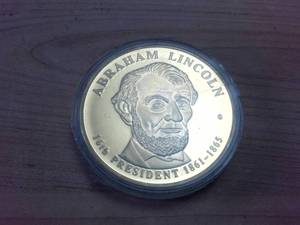 ABRAHAM LINCOLN
16th PRESIDENT 1861-1865